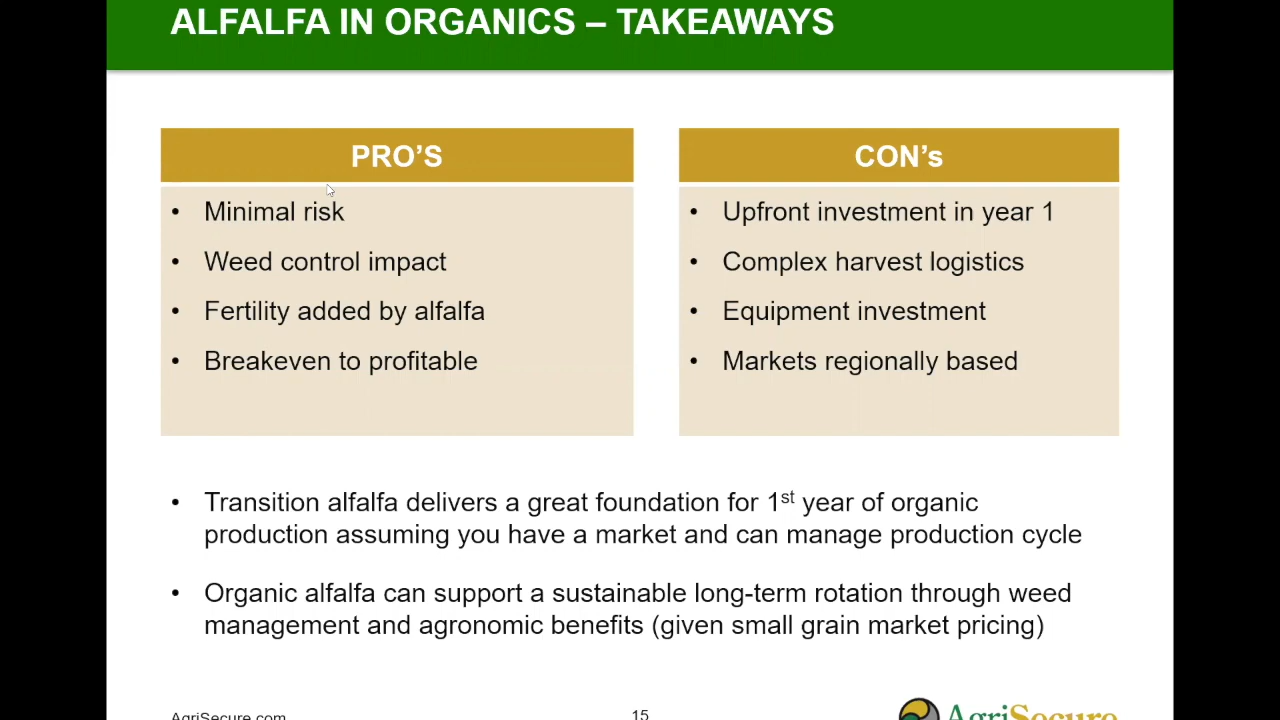 ALFALFA IN ORGANICS – TAKEAWAYS
PRO'S
• Minimal risk
• Weed control impact
• Fertility added by alfalfa
• Breakeven to profitable
CON's
• Upfront investment in year 1
• Complex harvest logistics
• Equipment investment
• Markets regionally based
• Transition alfalfa delivers a great foundation for 1st year of organic
production assuming you have a market and can manage production cycle
• Organic alfalfa can support a sustainable long-term rotation through weed
management and agronomic benefits (given small grain market pricing)
AgriSecure.com
15
AgriSecure